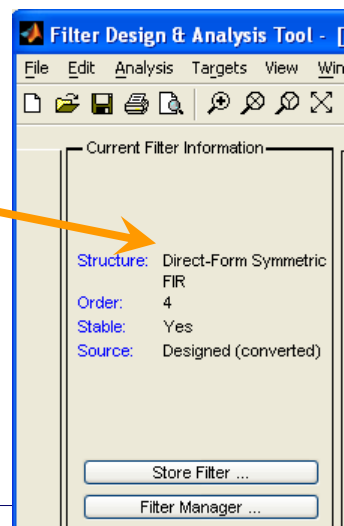 Filter Design & Analysis Tool - [
File Edit Analysis Targets View Win
Current Filter Information
Structure: Direct-Form Symmetric
FIR
Order: 4
Stable: Yes
Source: Designed (converted)
Store Filter ...
Filter Manager ...